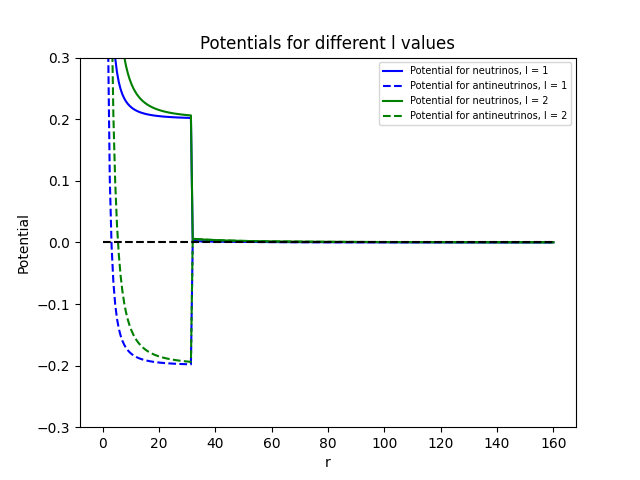 Potentials for different l values
Potential for neutrinos, l = 1
Potential for antineutrinos, l = 1
Potential for neutrinos, l = 2
Potential for antineutrinos, l = 2
0.3
0.2
0.1
0.0
−0.1
−0.2
−0.3
Potential
0 20 40 60 80 100 120 140 160
r